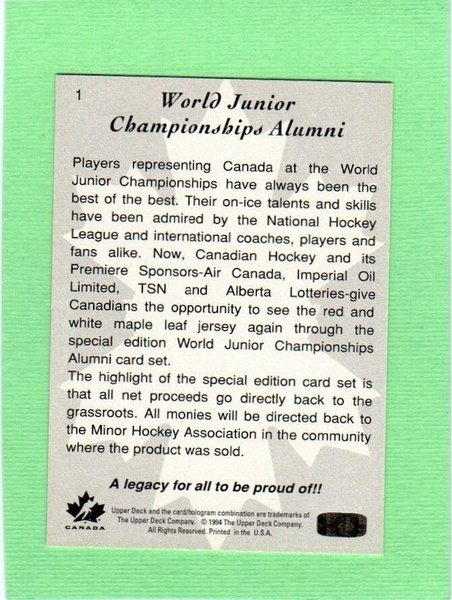 1
World Junior
Championships Alumni
Players representing Canada at the World
Junior Championships have always been the
best of the best. Their on-ice talents and skills
have been admired by the National Hockey
League and international coaches, players and
fans alike. Now, Canadian Hockey and its
Premiere Sponsors-Air Canada, Imperial Oil
Limited, TSN and Alberta Lotteries-give
Canadians the opportunity to see the red and
white maple leaf jersey again through the
special edition World Junior Championships
Alumni card set.
The highlight of the special edition card set is
that all net proceeds go directly back to the
grassroots. All monies will be directed back to
the Minor Hockey Association in the community
where the product was sold.
A legacy for all to be proud of!!
CANADA
Upper Deck and the card/hologram combination are trademarks of
The Upper Deck Company. © 1994 The Upper Deck Company.
All Rights Reserved. Printed in the U.S.A.